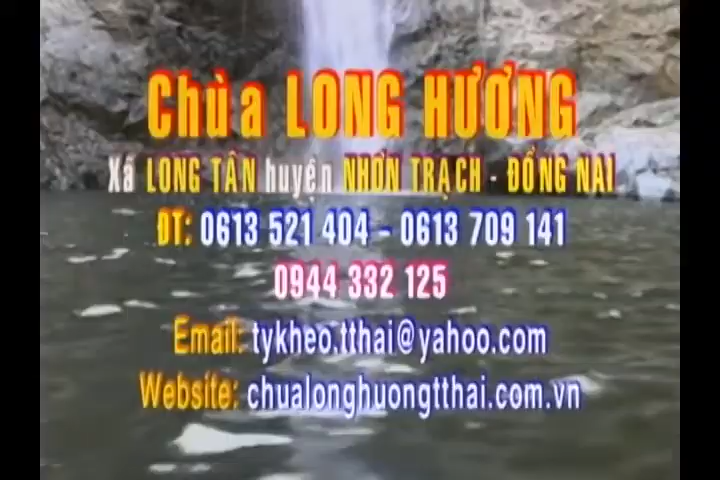 Chùa LONG HƯƠNG
Xã LONG TÂN huyện NHƠN TRẠCH - ĐỒNG NAI
ĐT: 0613 521 404 - 0613 709 141
0944 332 125
Email: tykheo.tthai@yahoo.com
Website: chualonghuongtthai.com.vn